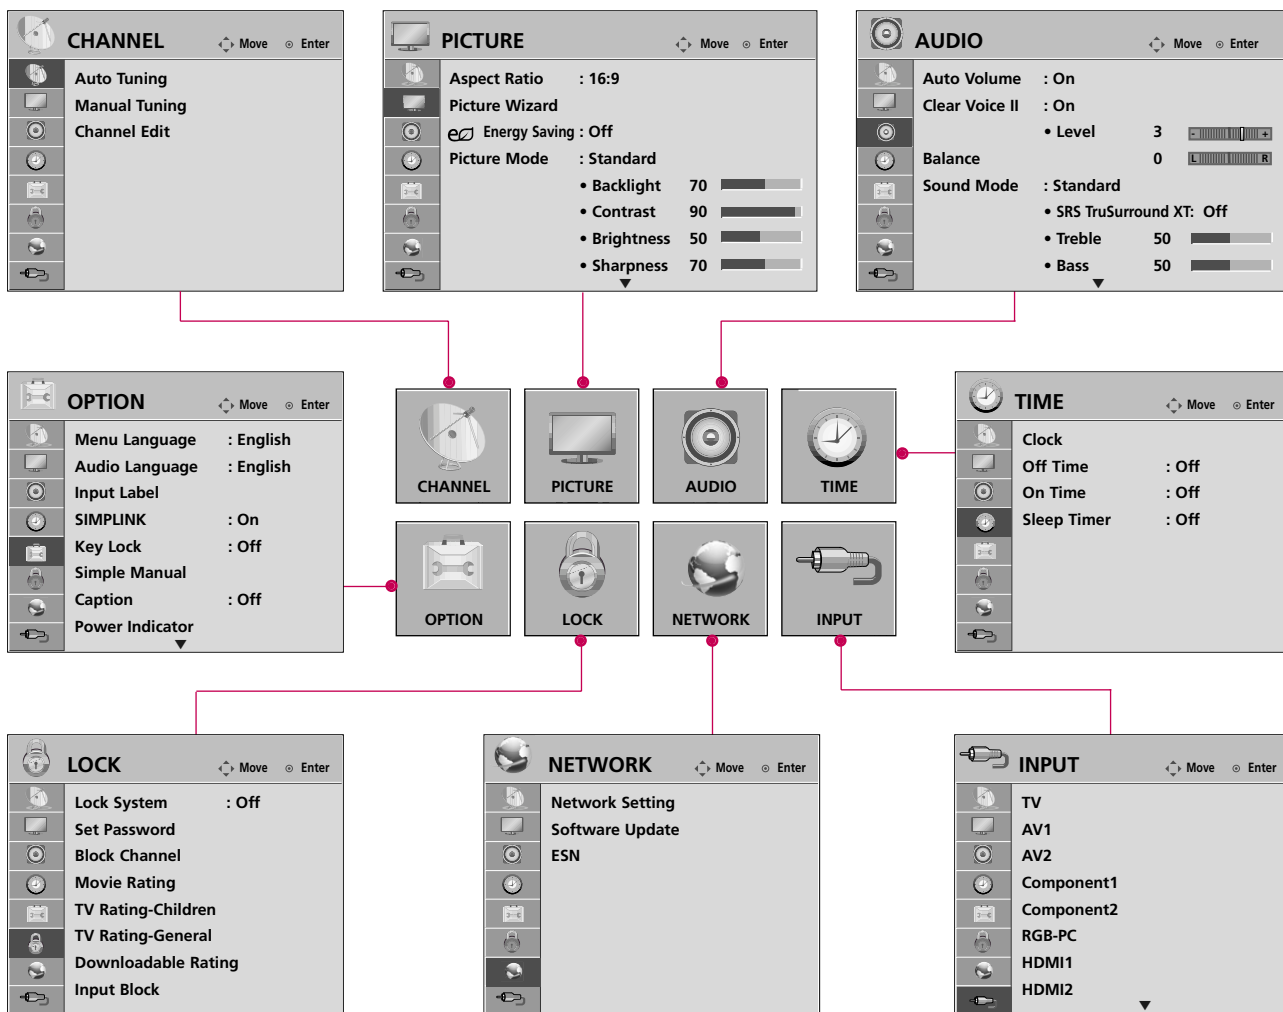 CHANNEL Move Enter
Auto Tuning
Manual Tuning
Channel Edit
PICTURE Move Enter
Aspect Ratio : 16:9
Picture Wizard
e Energy Saving : Off
Picture Mode : Standard
• Backlight 70
• Contrast 90
• Brightness 50
• Sharpness 70
AUDIO Move Enter
Auto Volume : On
Clear Voice II : On
• Level 3 - +
Balance 0 L R
Sound Mode : Standard
• SRS TruSurround XT: Off
• Treble 50
• Bass 50
OPTION Move Enter
Menu Language : English
Audio Language : English
Input Label
SIMPLINK : On
Key Lock : Off
Simple Manual
Caption : Off
Power Indicator
CHANNEL PICTURE AUDIO TIME
OPTION LOCK NETWORK INPUT
TIME Move Enter
Clock
Off Time : Off
On Time : Off
Sleep Timer : Off
LOCK Move Enter
Lock System : Off
Set Password
Block Channel
Movie Rating
TV Rating-Children
TV Rating-General
Downloadable Rating
Input Block
NETWORK Move Enter
Network Setting
Software Update
ESN
INPUT Move Enter
TV
AV1
AV2
Component1
Component2
RGB-PC
HDMI1
HDMI2